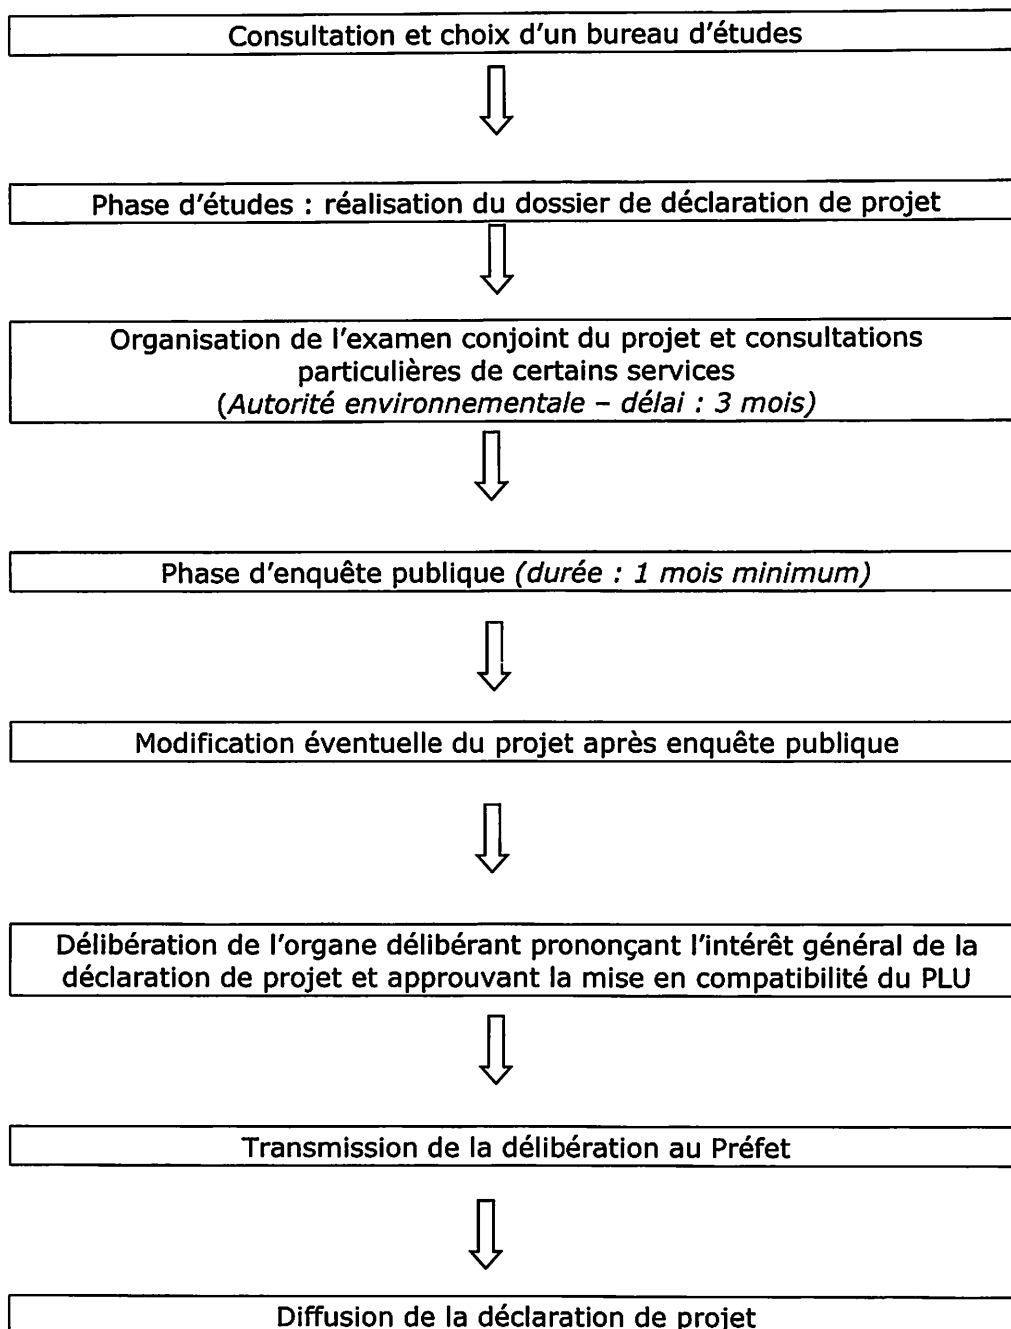 Consultation et choix d'un bureau d'études
Phase d'études : réalisation du dossier de déclaration de projet
Organisation de l'examen conjoint du projet et consultations
particulières de certains services
(Autorité environnementale – délai : 3 mois)
Phase d'enquête publique (durée : 1 mois minimum)
Modification éventuelle du projet après enquête publique
Délibération de l'organe délibérant prononçant l'intérêt général de la
déclaration de projet et approuvant la mise en compatibilité du PLU
Transmission de la délibération au Préfet
Diffusion de la déclaration de projet